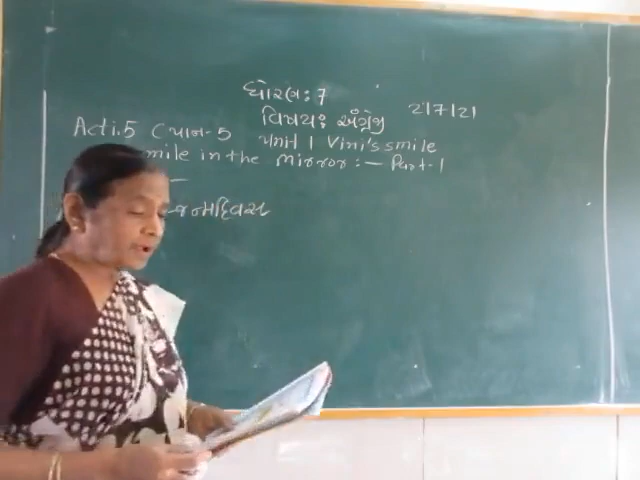 ધોરણ : 7
વિષય : અંગ્રેજી 2/7/21
Acti. 5 પાન-5 Unit 1 Vini's smile
mile in the mirror :- Part-1
જન્મદિવસ